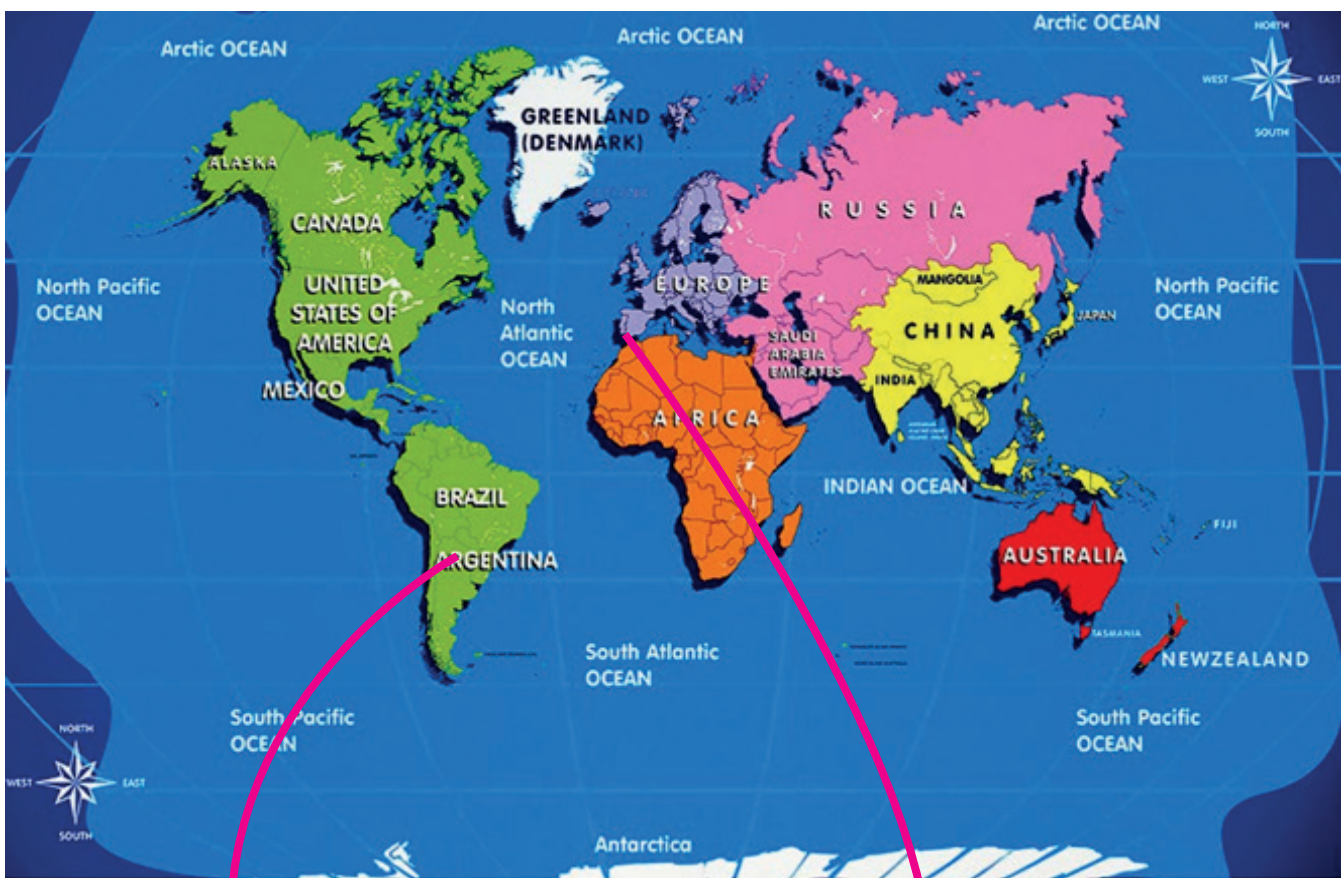 Arctic OCEAN
Arctic OCEAN
Arctic OCEAN
NORTH
WEST
EAST
SOUTH
GREENLAND
(DENMARK)
ALASKA
CANADA
RUSSIA
EUROPE
MANGOLIA
North Pacific
OCEAN
UNITED
STATES OF
AMERICA
North
Atlantic
OCEAN
North Pacific
OCEAN
JAPAN
CHINA
SAUDI
ARABIA
EMIRATES
INDIA
MEXICO
AFRICA
BRAZIL
INDIAN OCEAN
FIJI
ARGENTINA
AUSTRALIA
TASMANIA
South Atlantic
OCEAN
NEWZEALAND
South Pacific
OCEAN
South Pacific
OCEAN
NORTH
WEST
EAST
SOUTH
Antarctica